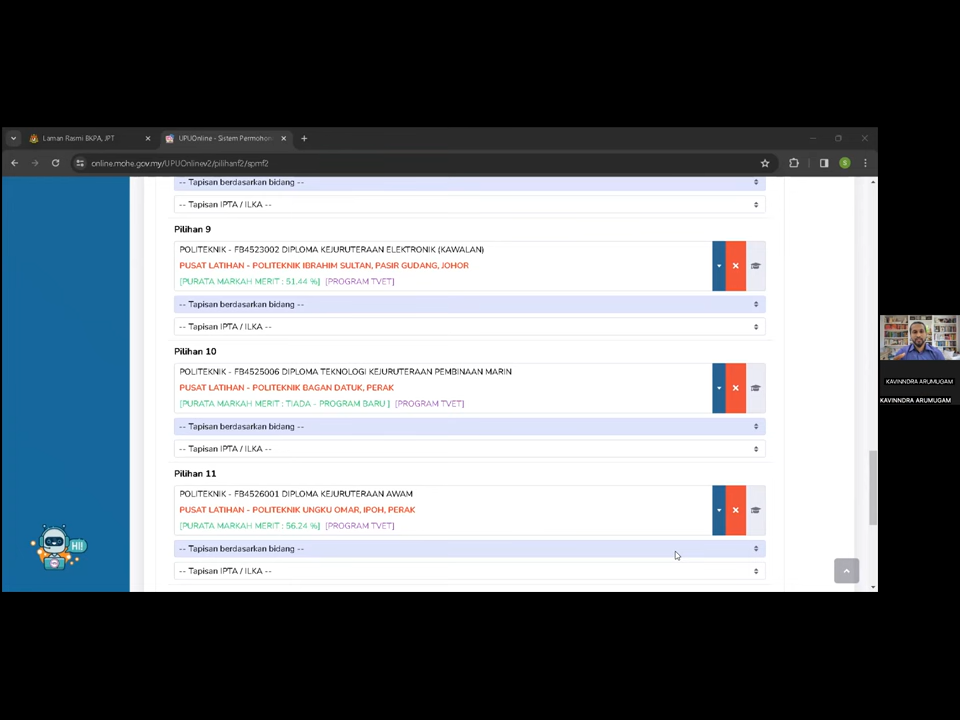 Laman Rasmi BKPA, JPT
UPUOnline - Sistem Permohon
online.mohe.gov.my/UPUOnlinev2/pilihanf2/spmf2
S
-- Tapisan berdasarkan bidang --
-- Tapisan IPTA / ILKA --
Pilihan 9
POLITEKNIK - FB4523002 DIPLOMA KEJURUTERAAN ELEKTRONIK (KAWALAN)
PUSAT LATIHAN - POLITEKNIK IBRAHIM SULTAN, PASIR GUDANG, JOHOR
[PURATA MARKAH MERIT : 51.44 %] [PROGRAM TVET]
-- Tapisan berdasarkan bidang --
-- Tapisan IPTA / ILKA --
Pilihan 10
POLITEKNIK - FB4525006 DIPLOMA TEKNOLOGI KEJURUTERAAN PEMBINAAN MARIN
PUSAT LATIHAN - POLITEKNIK BAGAN DATUK, PERAK
[PURATA MARKAH MERIT : TIADA - PROGRAM BARU ] [PROGRAM TVET]
-- Tapisan berdasarkan bidang --
-- Tapisan IPTA / ILKA --
Pilihan 11
POLITEKNIK - FB4526001 DIPLOMA KEJURUTERAAN AWAM
PUSAT LATIHAN - POLITEKNIK UNGKU OMAR, IPOH, PERAK
[PURATA MARKAH MERIT : 56.24 %] [PROGRAM TVET]
-- Tapisan berdasarkan bidang --
-- Tapisan IPTA / ILKA --
HI!
KAVINNDRA ARUMUGAM
KAVINNDRA ARUMUGAM